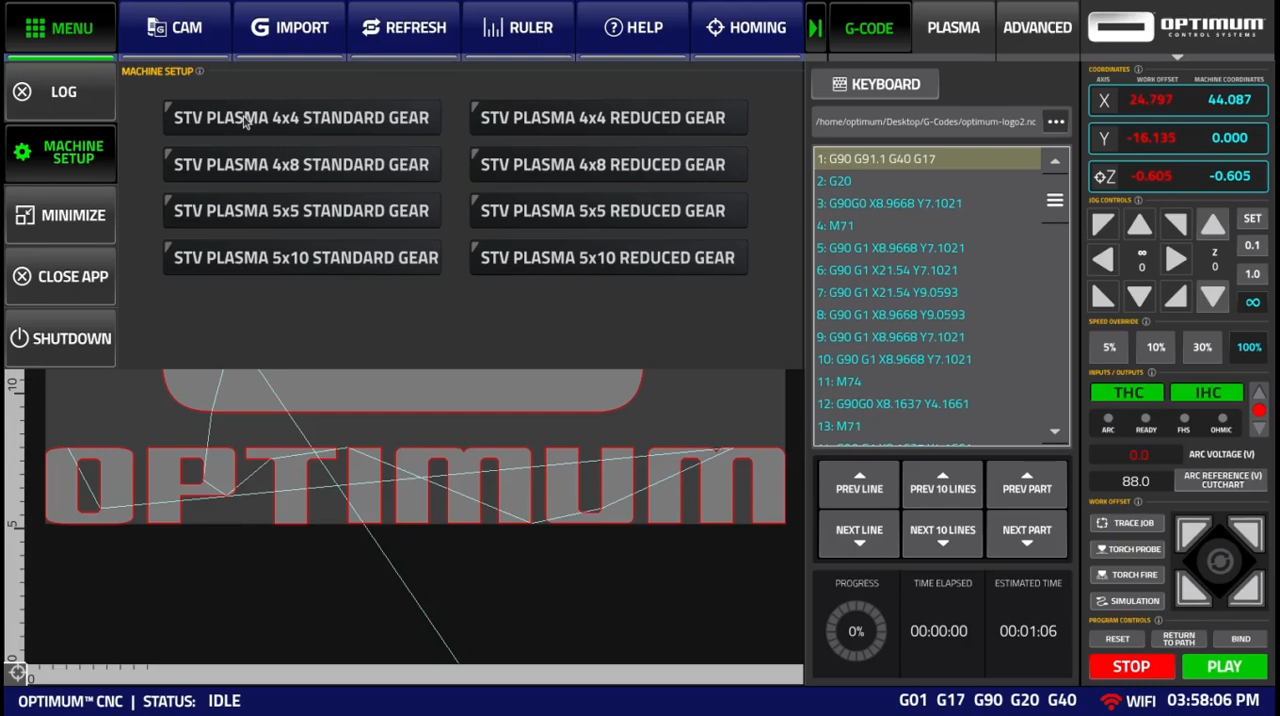 MENU
CAM
IMPORT
REFRESH
RULER
HELP
HOMING
G-CODE
PLASMA
ADVANCED
OPTIMUM
CONTROL SYSTEMS
LOG
MACHINE SETUP
MINIMIZE
CLOSE APP
SHUTDOWN
MACHINE SETUP
STV PLASMA 4x4 STANDARD GEAR
STV PLASMA 4x4 REDUCED GEAR
STV PLASMA 4x8 STANDARD GEAR
STV PLASMA 4x8 REDUCED GEAR
STV PLASMA 5x5 STANDARD GEAR
STV PLASMA 5x5 REDUCED GEAR
STV PLASMA 5x10 STANDARD GEAR
STV PLASMA 5x10 REDUCED GEAR
10
5
0
0
OPTIMUM
KEYBOARD
/home/optimum/Desktop/G-Codes/optimum-logo2.nc
1: G90 G91.1 G40 G17
2: G20
3: G90G0 X8.9668 Y7.1021
4: M71
5: G90 G1 X8.9668 Y7.1021
6: G90 G1 X21.54 Y7.1021
7: G90 G1 X21.54 Y9.0593
8: G90 G1 X8.9668 Y9.0593
9: G90 G1 X8.9668 Y7.1021
10: G90 G1 X8.9668 Y7.1021
11: M74
12: G90G0 X8.1637 Y4.1661
13: M71
PREV LINE
PREV 10 LINES
PREV PART
NEXT LINE
NEXT 10 LINES
NEXT PART
PROGRESS
TIME ELAPSED
ESTIMATED TIME
0%
00:00:00
00:01:06
COORDINATES
AXIS
WORK OFFSET
MACHINE COORDINATES
X 24.797 44.087
Y -16.135 0.000
Z -0.605 -0.605
JOG CONTROLS
SET
0.1
1.0
∞
∞
0
Z
0
SPEED OVERRIDE
5%
10%
30%
100%
INPUTS / OUTPUTS
THC
IHC
ARC
READY
FHS
OHMIC
0.0
ARC VOLTAGE (V)
88.0
ARC REFERENCE (V)
CUTCHART
WORK OFFSET
TRACE JOB
TORCH PROBE
TORCH FIRE
SIMULATION
PROGRAM CONTROLS
RESET
RETURN TO PATH
BIND
STOP
PLAY
OPTIMUM™ CNC | STATUS: IDLE
G01 G17 G90 G20 G40
WIFI
03:58:06 PM